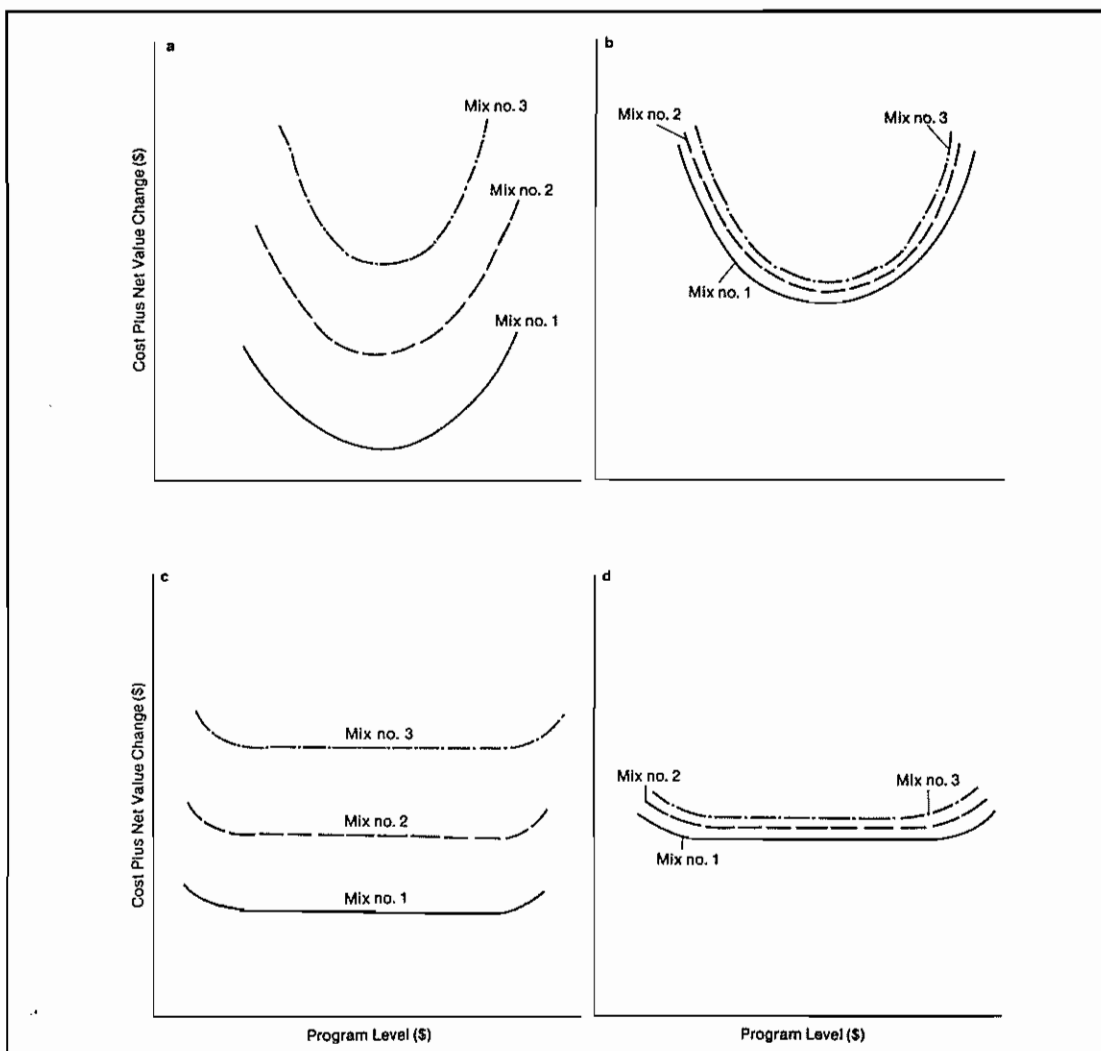 a
Mix no. 3
Mix no. 2
Mix no. 1
Cost Plus Net Value Change ($)
b
Mix no. 2
Mix no. 3
Mix no. 1
c
Mix no. 3
Mix no. 2
Mix no. 1
Cost Plus Net Value Change ($)
Program Level ($)
d
Mix no. 2
Mix no. 3
Mix no. 1
Program Level ($)